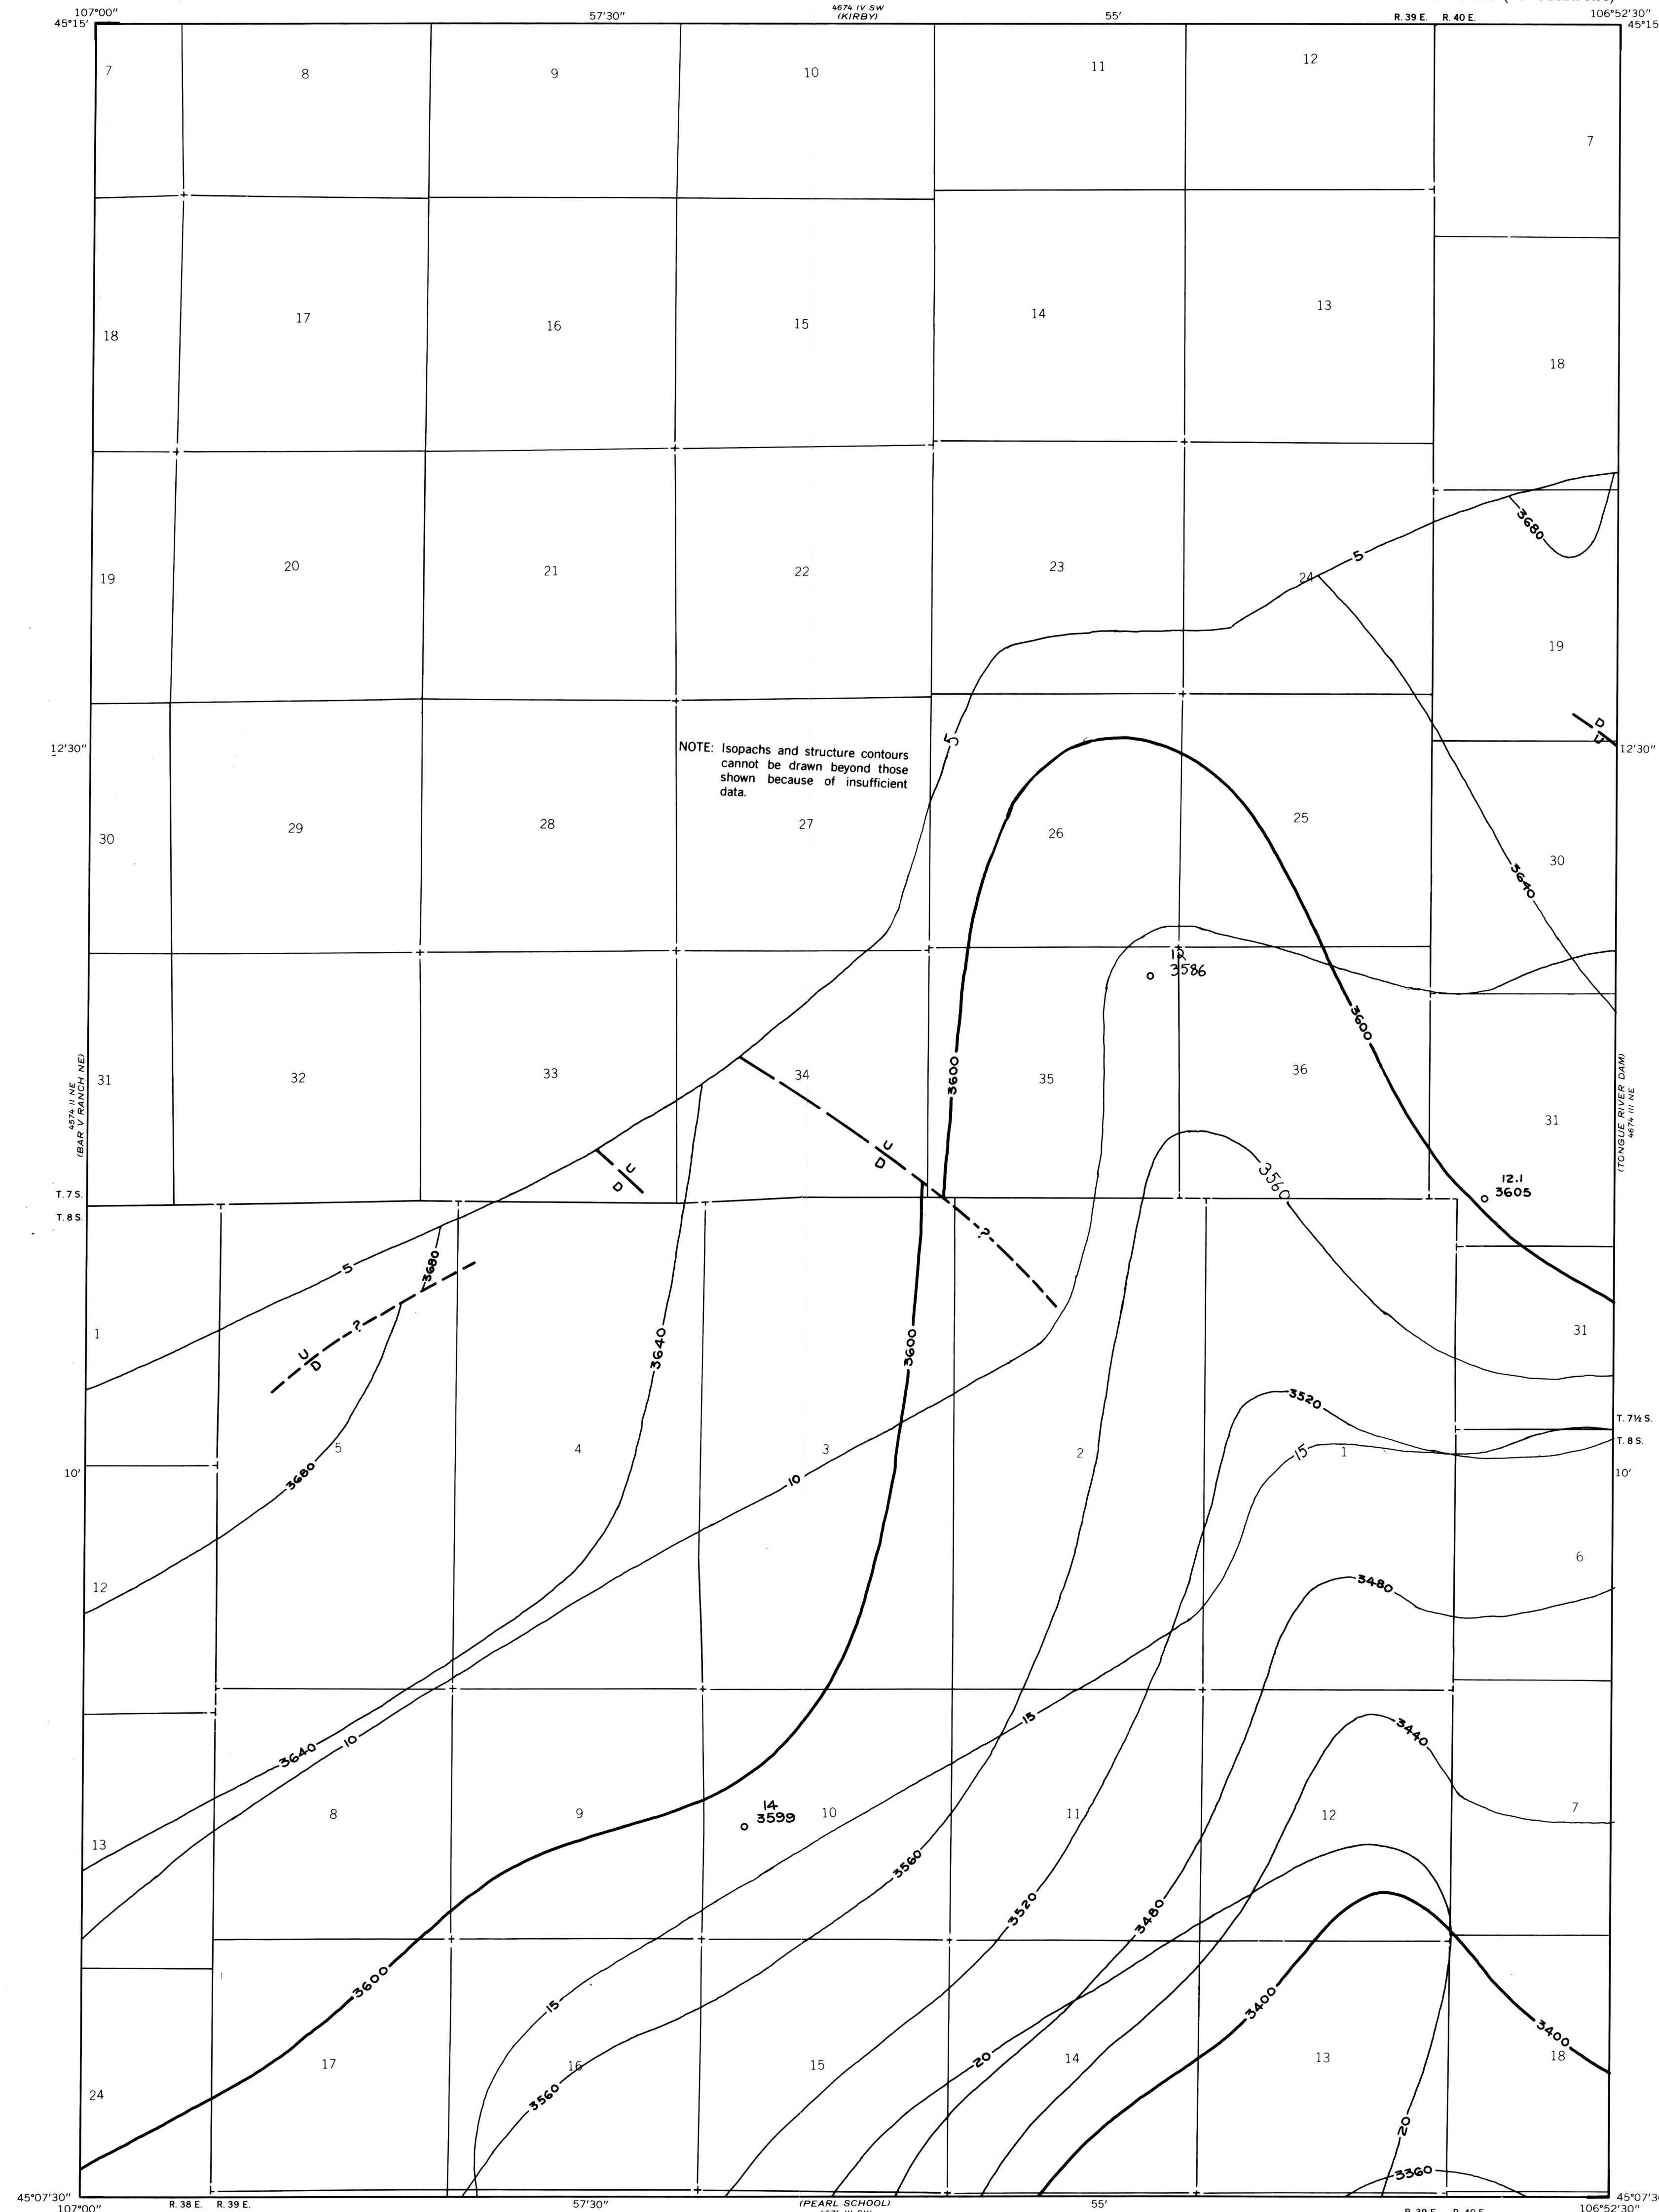 107°00"
57'30"
4674 IV SW
(KIRBY)
55'
R. 39 E. R. 40 E.
106°52'30"
45°15'
45°15'
7 8 9 10 11 12
7
18 17 16 15 14 13
18
3680
5
19 20 21 22 23 24
19
D
U
12'30"
5
12'30"
NOTE: Isopachs and structure contours
cannot be drawn beyond those
shown because of insufficient
data.
30 29 28 27 26 25
30
3640
12
3586
3600
3600
4574 II NE
(BAR V RANCH NE)
(TONGUE RIVER DAM)
4674 III NE
31 32 33 34 35 36
31
U
D
U
D
3560
12.1
3605
T. 7 S.
T. 8 S.
?
3680
5
1
?
U
D
3640
3600
31
3520
T. 7½ S.
T. 8 S.
5 4 3 2 1
15
3680
10
10'
10'
6
12
3480
3640
10
15
3440
14
3599
13 8 9 10 11 12
7
3560
3520
3480
3600
15
3400
3400
20
17 16 15 14 13 18
24
3560
20
3360
45°07'30"
107°00"
R. 38 E. R. 39 E.
57'30"
(PEARL SCHOOL)
55'
106°52'30"